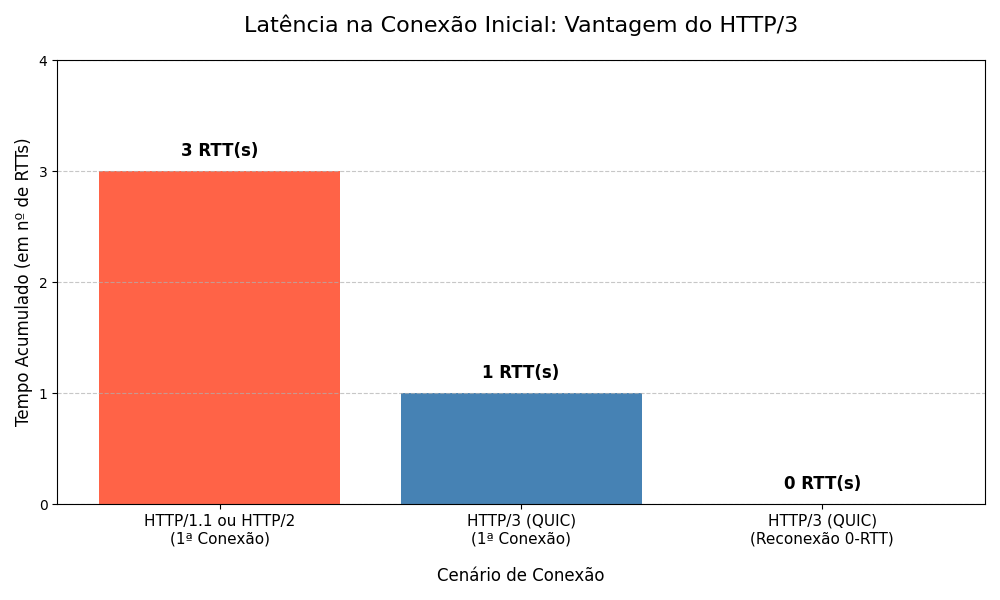 Latência na Conexão Inicial: Vantagem do HTTP/3
Tempo Acumulado (em nº de RTTs)
4
3
2
1
0
3 RTT(s)
1 RTT(s)
0 RTT(s)
HTTP/1.1 ou HTTP/2
(1ª Conexão)
HTTP/3 (QUIC)
(1ª Conexão)
HTTP/3 (QUIC)
(Reconexão 0-RTT)
Cenário de Conexão